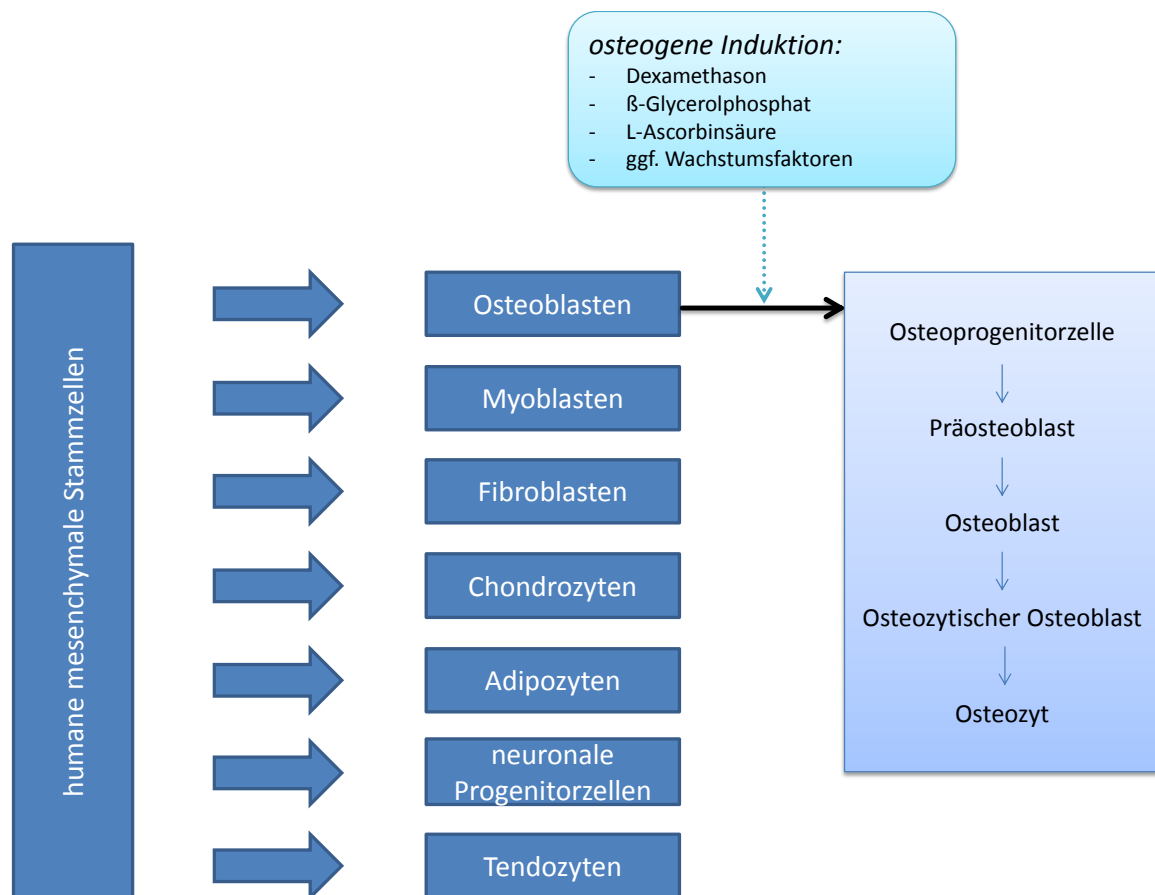 osteogene Induktion:
- Dexamethason
- ß-Glycerolphosphat
- L-Ascorbinsäure
- ggf. Wachstumsfaktoren
humane mesenchymale Stammzellen
Osteoblasten
Myoblasten
Fibroblasten
Chondrozyten
Adipozyten
neuronale
Progenitorzellen
Tendozyten
Osteoprogenitorzelle
Präosteoblast
Osteoblast
Osteozytischer Osteoblast
Osteozyt